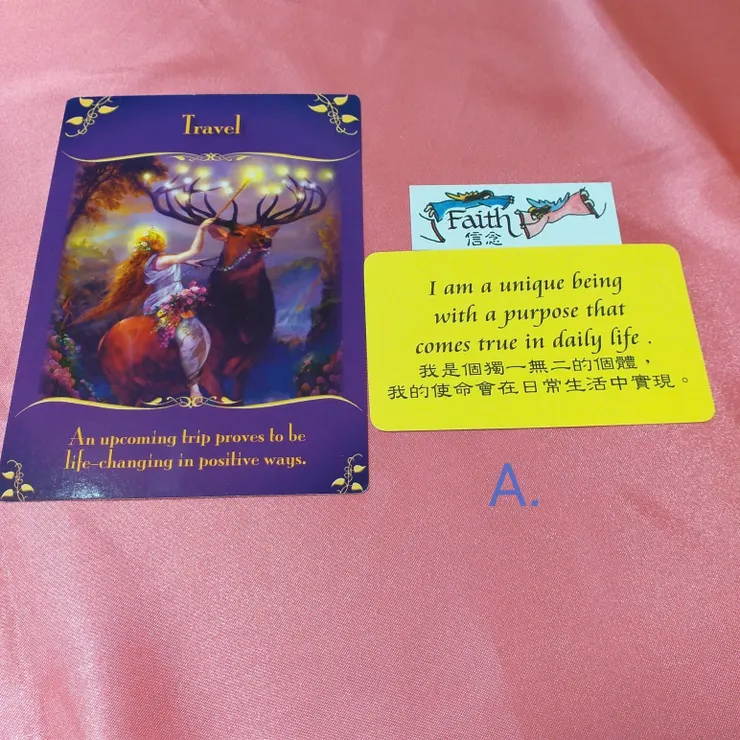 Travel
An upcoming trip proves to be
life-changing in positive ways.
Faith
信念
I am a unique being
with a purpose that
comes true in daily life .
我是個獨一無二的個體，
我的使命會在日常生活中實現。
A.